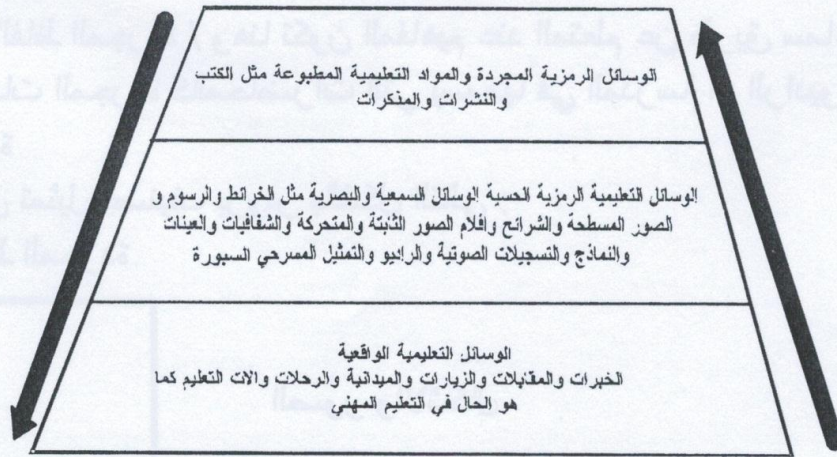 الوسائل الرمزية المجردة والمواد التعليمية المطبوعة مثل الكتب
والنشرات والمذكرات
الوسائل التعليمية الرمزية الحسية الوسائل السمعية والبصرية مثل الخرائط والرسوم و
الصور المسطحة والشرائح وافلام الصور الثابتة والمتحركة والشفافيات والعينات
والنماذج والتسجيلات الصوتية والراديو والتمثيل المسرحي السبورة
الوسائل التعليمية الواقعية
الخبرات والمقابلات والزيارات والميدانية والرحلات والات التعليم كما
هو الحال في التعليم المهني